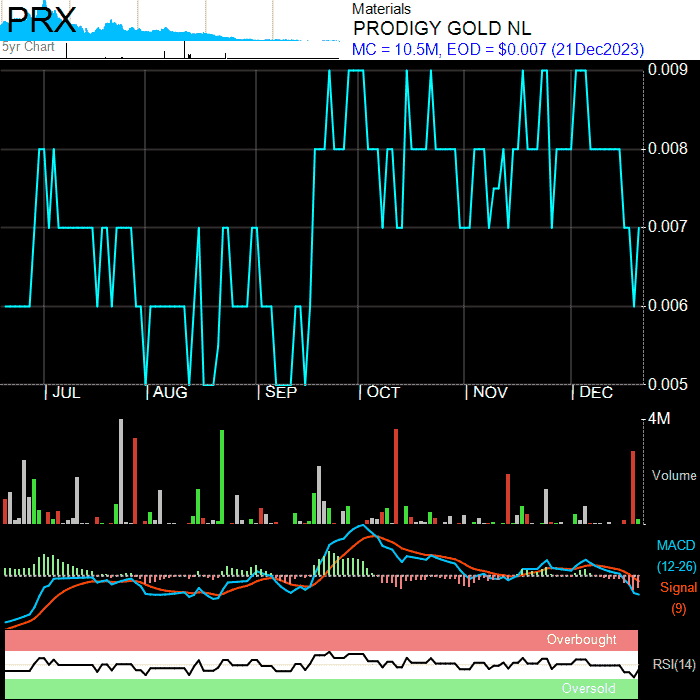 PRX
5yr Chart
Materials
PRODIGY GOLD NL
MC = 10.5M, EOD = $0.007 (21Dec2023)
0.009
0.008
0.007
0.006
0.005
JUL AUG SEP OCT NOV DEC
4M
Volume
MACD
(12-26)
Signal
(9)
Overbought
RSI(14)
Oversold